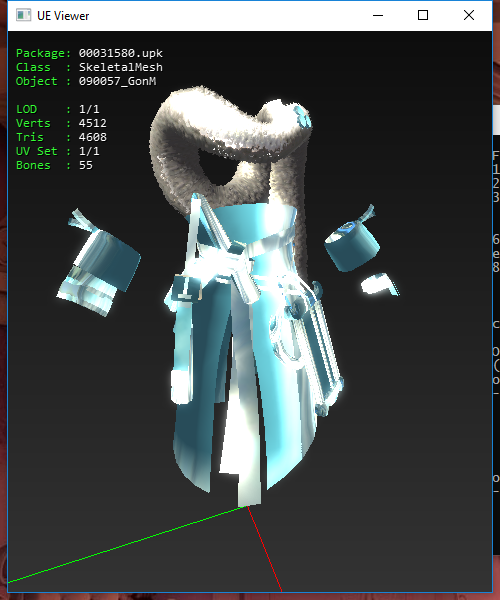 UE Viewer
Package: 00031580.upk
Class : SkeletalMesh
Object : 090057_GonM
LOD : 1/1
Verts : 4512
Tris : 4608
UV Set : 1/1
Bones : 55